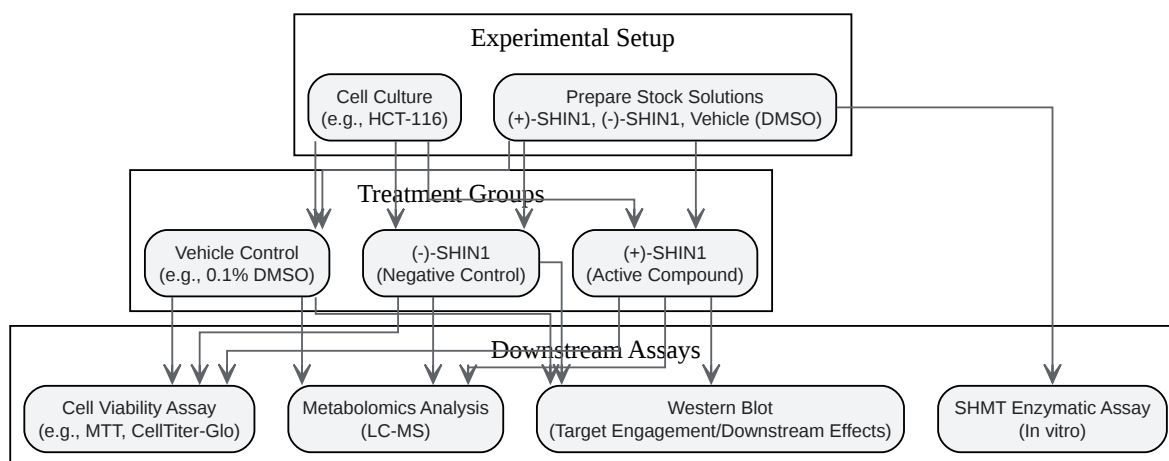 Experimental Setup
Cell Culture
(e.g., HCT-116)
Prepare Stock Solutions
(+)-SHIN1, (-)-SHIN1, Vehicle (DMSO)
Treatment Groups
Vehicle Control
(e.g., 0.1% DMSO)
(-)-SHIN1
(Negative Control)
(+)-SHIN1
(Active Compound)
Downstream Assays
Cell Viability Assay
(e.g., MTT, CellTiter-Glo)
Metabolomics Analysis
(LC-MS)
Western Blot
(Target Engagement/Downstream Effects)
SHMT Enzymatic Assay
(In vitro)